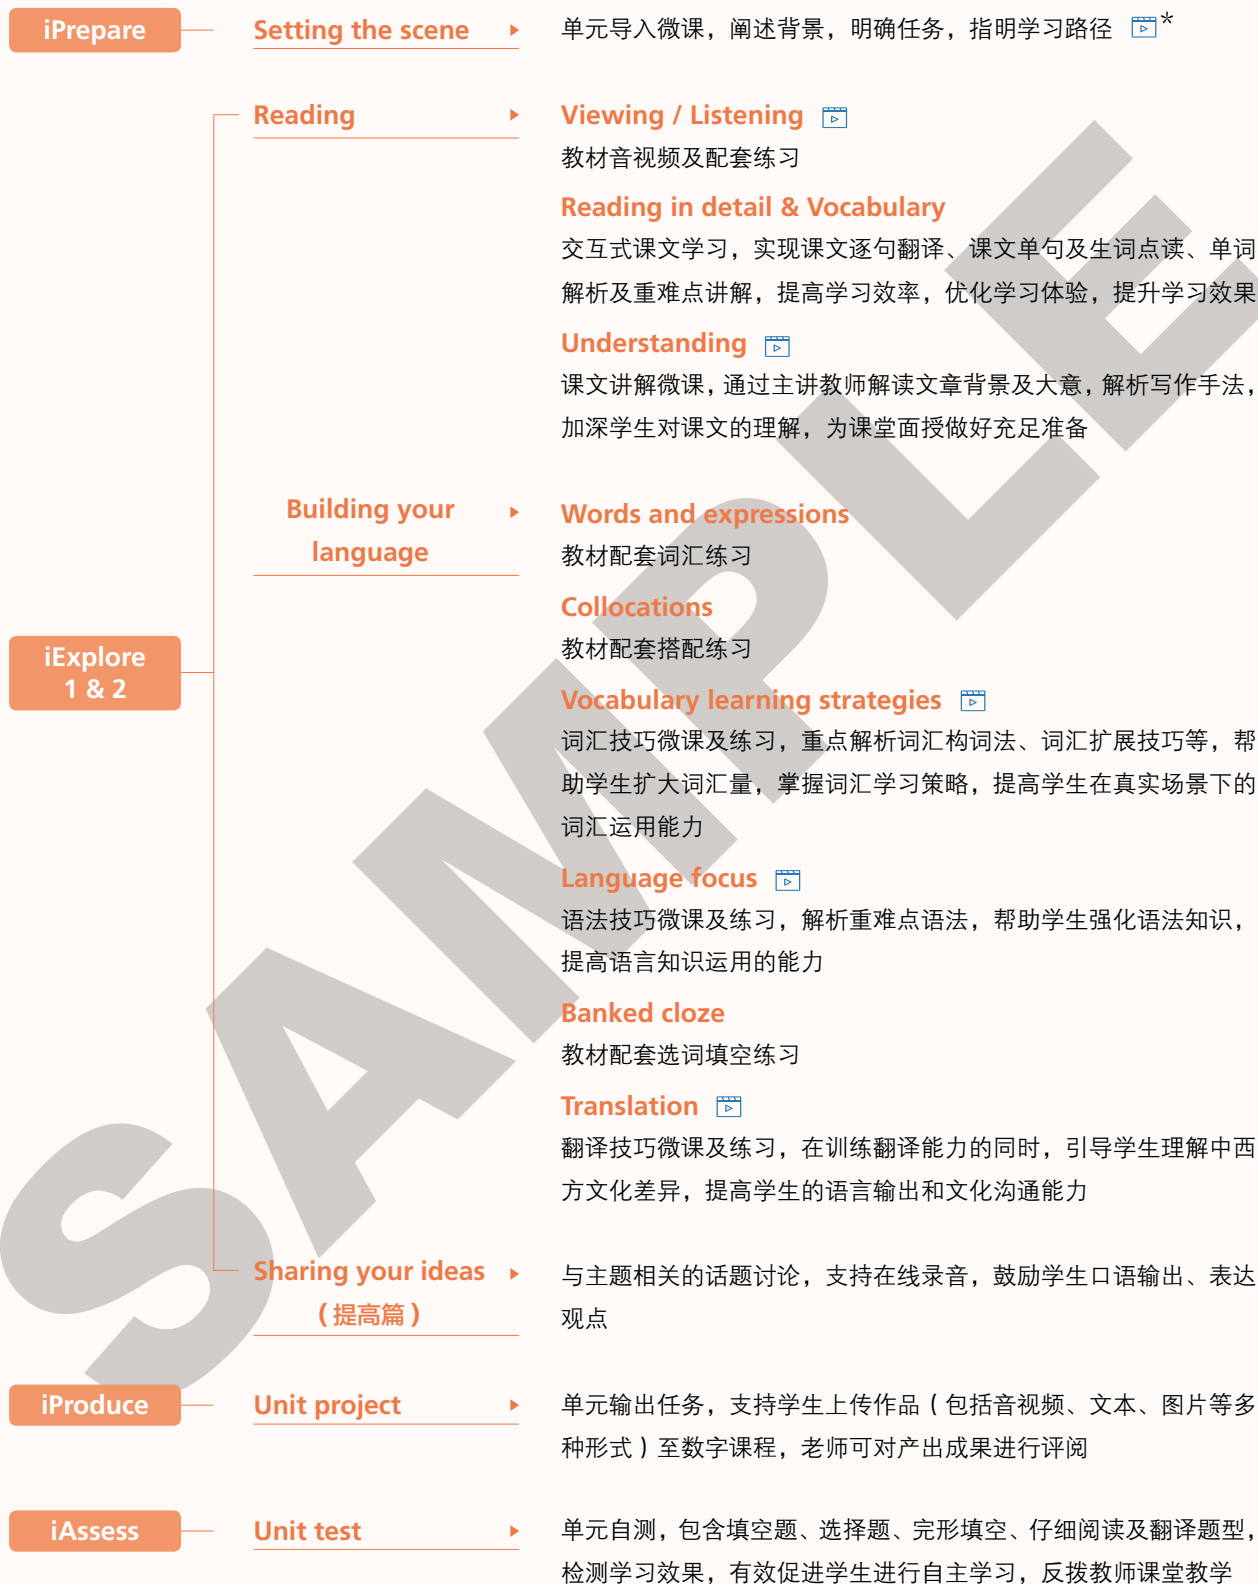 iPrepare
Setting the scene
单元导入微课，阐述背景，明确任务，指明学习路径 *
Reading
Viewing / Listening
教材音视频及配套练习
Reading in detail & Vocabulary
交互式课文学习，实现课文逐句翻译、课文单句及生词点读、单词
解析及重难点讲解，提高学习效率，优化学习体验，提升学习效果
Understanding
课文讲解微课，通过主讲教师解读文章背景及大意，解析写作手法，
加深学生对课文的理解，为课堂面授做好充足准备
Building your
language
Words and expressions
教材配套词汇练习
Collocations
教材配套搭配练习
iExplore
1 & 2
Vocabulary learning strategies
词汇技巧微课及练习，重点解析词汇构词法、词汇扩展技巧等，帮
助学生扩大词汇量，掌握词汇学习策略，提高学生在真实场景下的
词汇运用能力
Language focus
语法技巧微课及练习，解析重难点语法，帮助学生强化语法知识，
提高语言知识运用的能力
Banked cloze
教材配套选词填空练习
Translation
翻译技巧微课及练习，在训练翻译能力的同时，引导学生理解中西
方文化差异，提高学生的语言输出和文化沟通能力
Sharing your ideas
（提高篇）
与主题相关的话题讨论，支持在线录音，鼓励学生口语输出、表达
观点
iProduce
Unit project
单元输出任务，支持学生上传作品（包括音视频、文本、图片等多
种形式）至数字课程，老师可对产出成果进行评阅
iAssess
Unit test
单元自测，包含填空题、选择题、完形填空、仔细阅读及翻译题型，
检测学习效果，有效促进学生进行自主学习，反拨教师课堂教学
SAMPLE